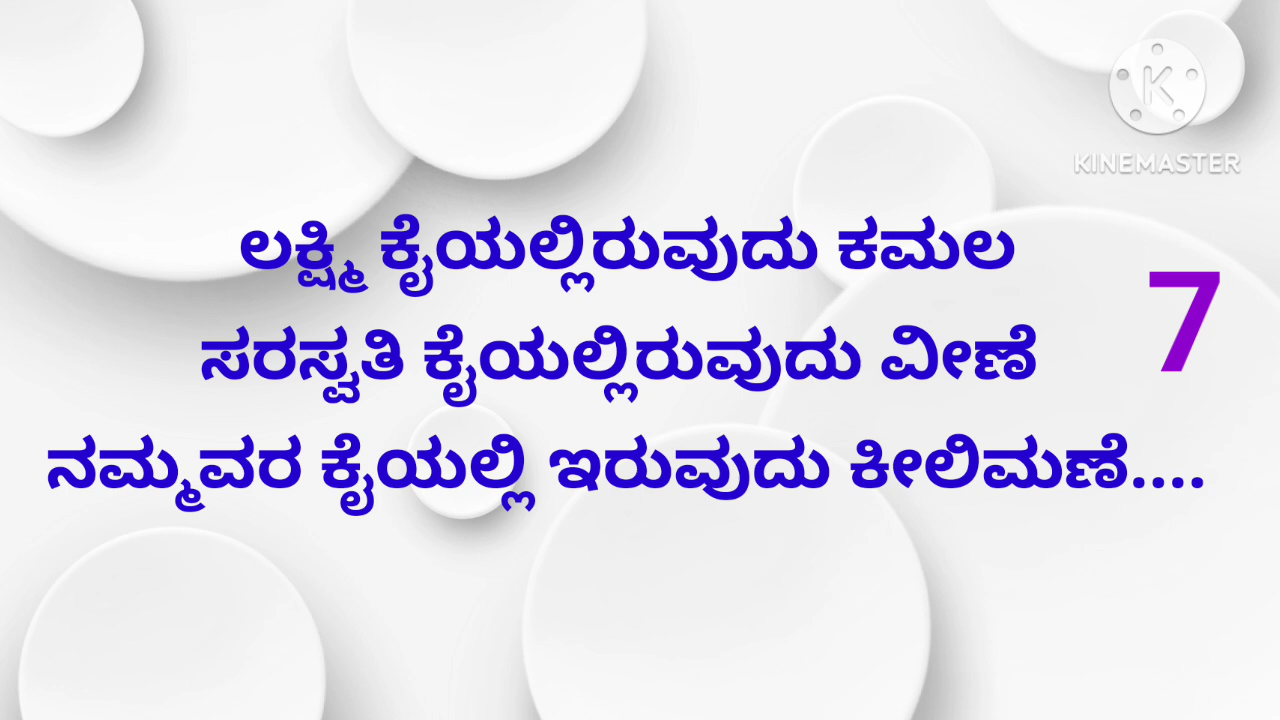 KINEMASTER
ಲಕ್ಷ್ಮಿ ಕೈಯಲ್ಲಿರುವುದು ಕಮಲ
7
ಸರಸ್ವತಿ ಕೈಯಲ್ಲಿರುವುದು ವೀಣೆ
ನಮ್ಮವರ ಕೈಯಲ್ಲಿ ಇರುವುದು ಕೀಲಿಮಣೆ....